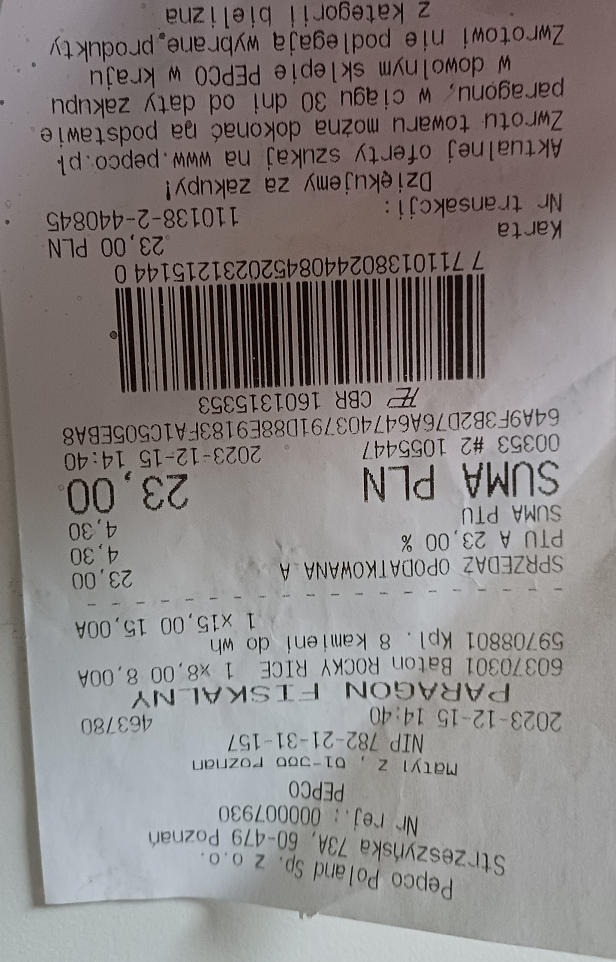 Pepco Poland Sp. z o.o.
Strzeszyńska 73A, 60-479 Poznań
Nr rej.: 000007930
PEPCO
Matyi 2 , 61-586 Poznań
NIP 782-21-31-157
2023-12-15 14:40 463780
PARAGON FISKALNY
60370301 Baton ROCKY RICE 1 x8,00 8,00A
59708801 Kpl. 8 kamieni do wh
1 x15,00 15,00A
SPRZEDAZ OPODATKOWANA A 23,00
PTU A 23,00 % 4,30
SUMA PTU 4,30
SUMA PLN 23,00
00353 #2 1055447 2023-12-15 14:40
64A9F3B2D76A647403791D88E9183FA1C505EBA8
CBR 1601315353
7711013802440845202312151440
Karta 23,00 PLN
Nr transakcji: 110138-2-440845
Dziękujemy za zakupy!
Aktualnej oferty szukaj na www.pepco.pl
Zwrotu towaru można dokonać na podstawie
paragonu, w ciągu 30 dni od daty zakupu
w dowolnym sklepie PEPCO w kraju
Zwrotowi nie podlegają wybrane produkty
z kategorii bielizna